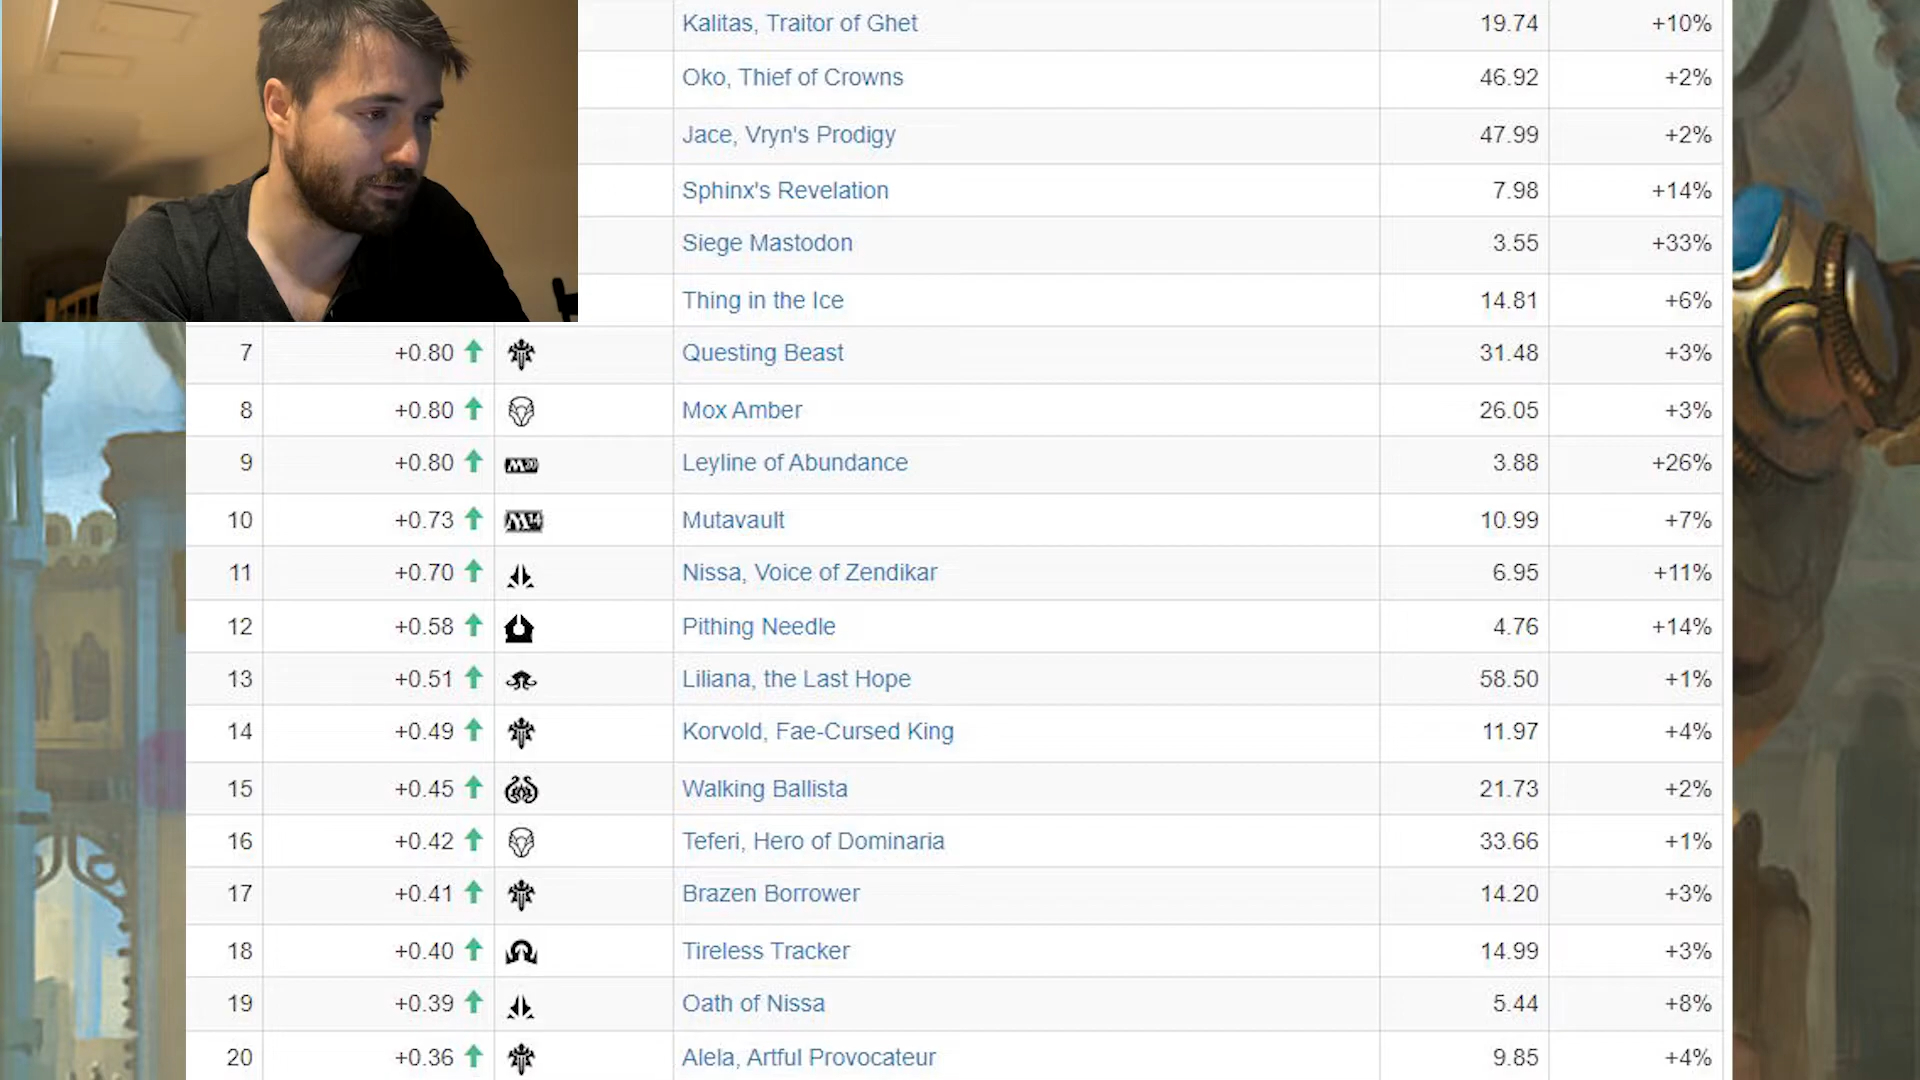 Kalitas, Traitor of Ghet 19.74 +10%
Oko, Thief of Crowns 46.92 +2%
Jace, Vryn's Prodigy 47.99 +2%
Sphinx's Revelation 7.98 +14%
Siege Mastodon 3.55 +33%
Thing in the Ice 14.81 +6%
7 +0.80 Questing Beast 31.48 +3%
8 +0.80 Mox Amber 26.05 +3%
9 +0.80 M20 Leyline of Abundance 3.88 +26%
10 +0.73 M14 Mutavault 10.99 +7%
11 +0.70 Nissa, Voice of Zendikar 6.95 +11%
12 +0.58 Pithing Needle 4.76 +14%
13 +0.51 Liliana, the Last Hope 58.50 +1%
14 +0.49 Korvold, Fae-Cursed King 11.97 +4%
15 +0.45 Walking Ballista 21.73 +2%
16 +0.42 Teferi, Hero of Dominaria 33.66 +1%
17 +0.41 Brazen Borrower 14.20 +3%
18 +0.40 Tireless Tracker 14.99 +3%
19 +0.39 Oath of Nissa 5.44 +8%
20 +0.36 Alela, Artful Provocateur 9.85 +4%